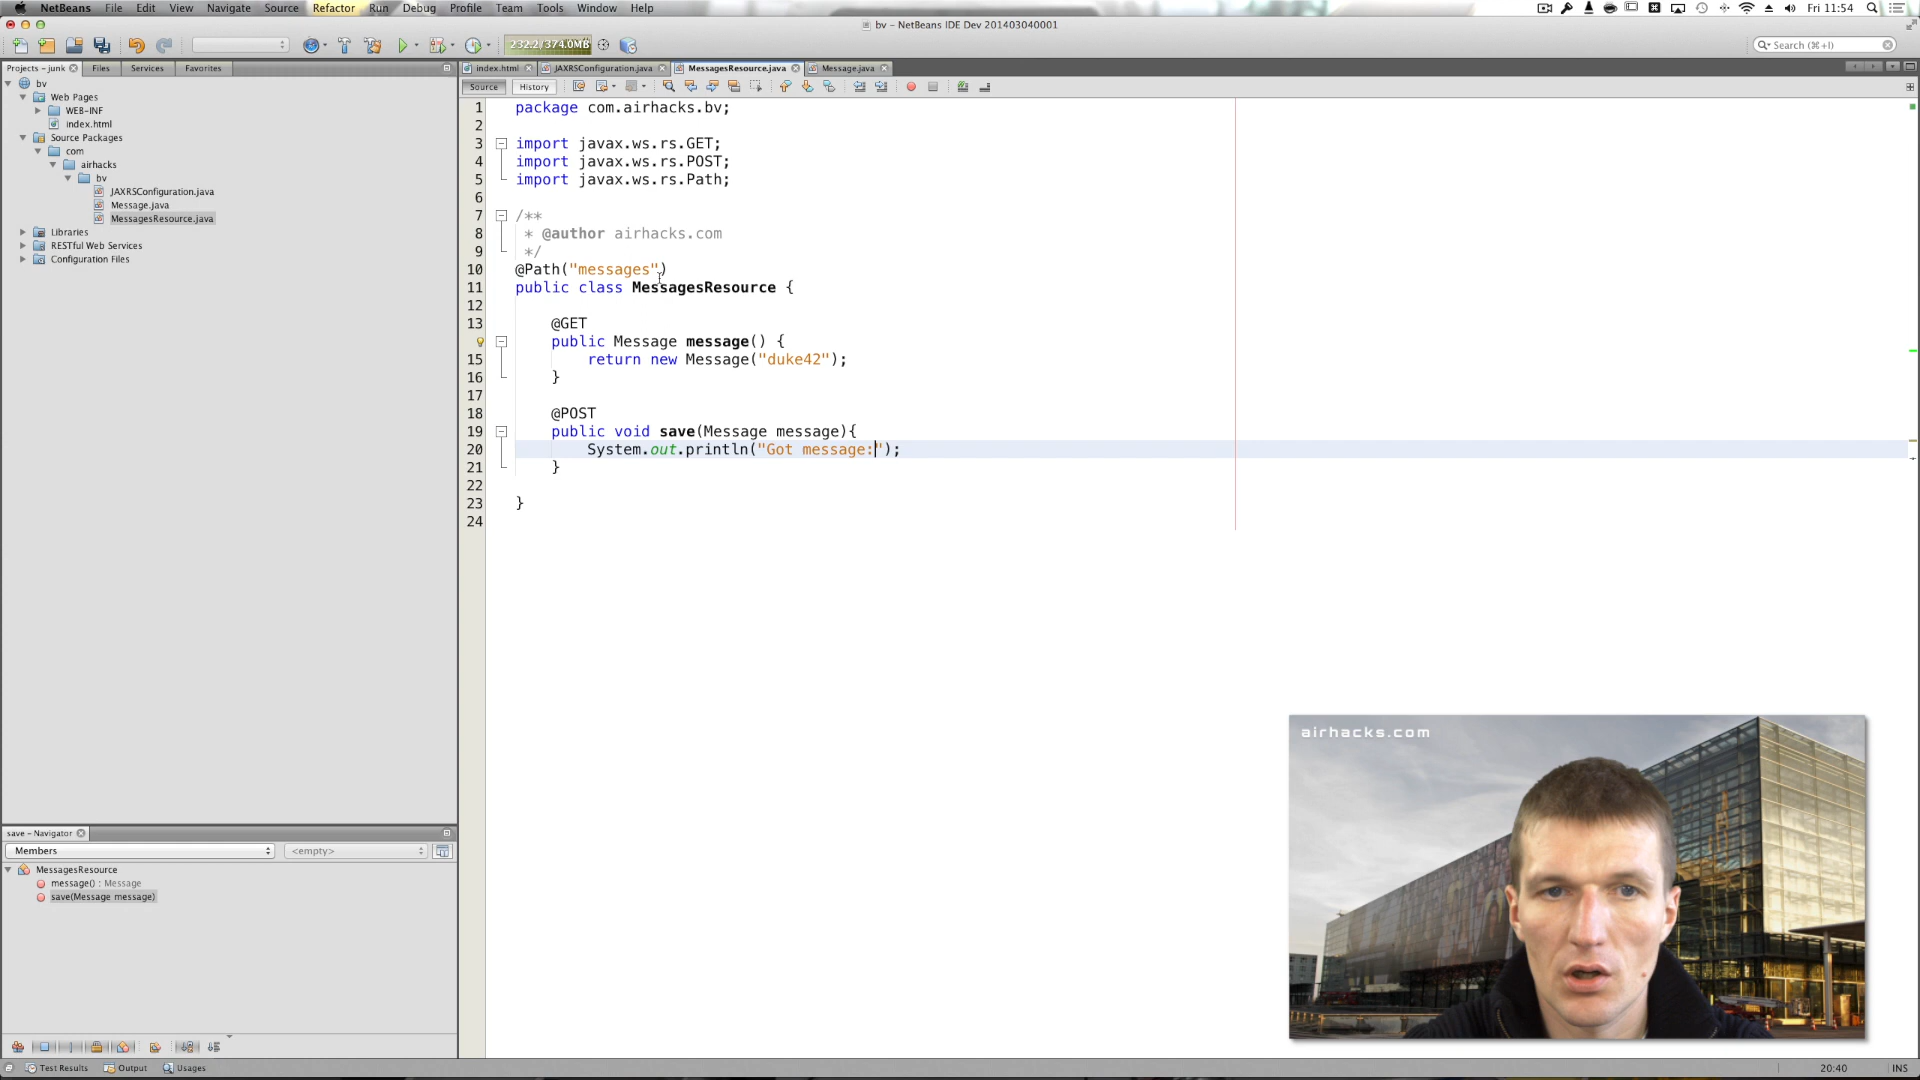 NetBeans File Edit View Navigate Source Refactor Run Debug Profile Team Tools Window Help Fri 11:54
bv – NetBeans IDE Dev 201403040001
232.2/374.0MB
Search (⌘+I)
Projects – junk Files Services Favorites
index.html JAXRSConfiguration.java MessagesResource.java Message.java
Source History
bv
Web Pages
WEB-INF
index.html
Source Packages
com
airhacks
bv
JAXRSConfiguration.java
Message.java
MessagesResource.java
Libraries
RESTful Web Services
Configuration Files
1 package com.airhacks.bv;
2
3 import javax.ws.rs.GET;
4 import javax.ws.rs.POST;
5 import javax.ws.rs.Path;
6
7 /**
8 * @author airhacks.com
9 */
10 @Path("messages")
11 public class MessagesResource {
12
13 @GET
public Message message() {
15 return new Message("duke42");
16 }
17
18 @POST
19 public void save(Message message){
20 System.out.println("Got message:");
21 }
22
23 }
24
save – Navigator
Members <empty>
MessagesResource
message() : Message
save(Message message)
airhacks.com
Test Results Output Usages
20:40 INS